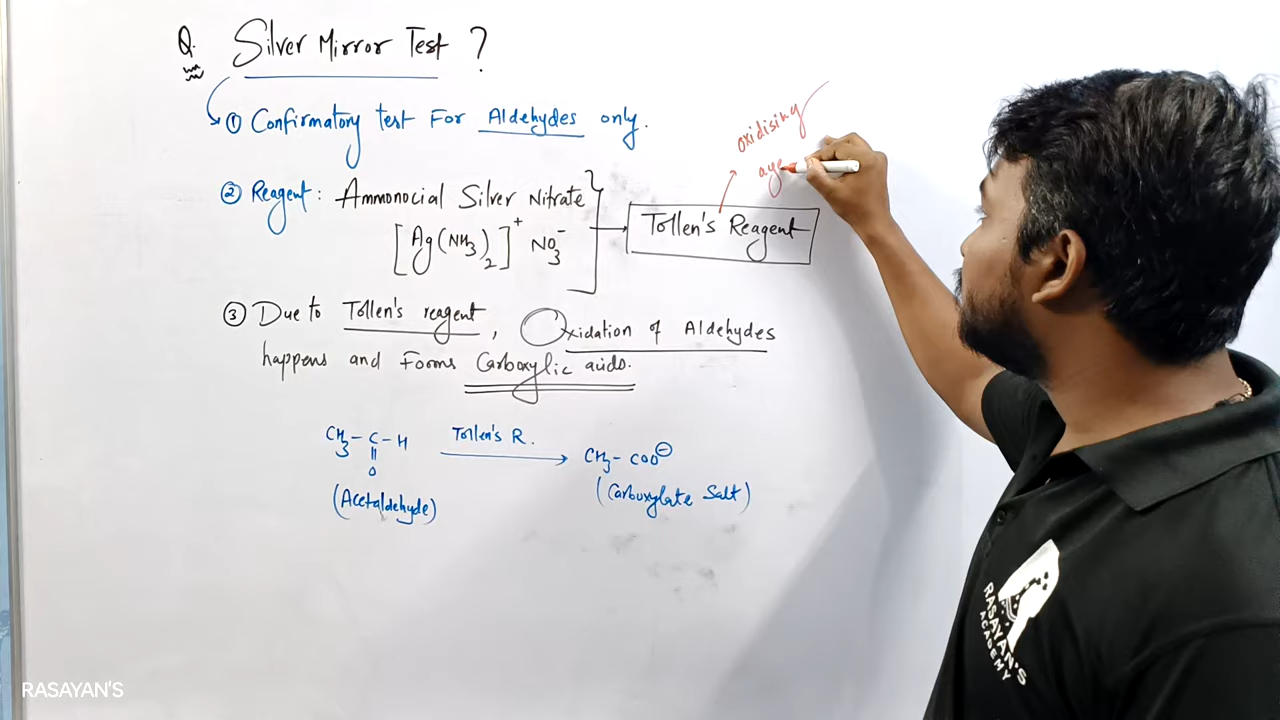 Q. Silver Mirror Test ?
① Confirmatory test For Aldehydes only.
② Reagent : Ammonocial Silver Nitrate
[Ag(NH3)2]+ NO3-
Tollen's Reagent
oxidising
age
③ Due to Tollen's reagent, Oxidation of Aldehydes
happens and Forms Carboxylic acids.
CH3-C-H
O
(Acetaldehyde)
Tollen's R.
CH3-COO⊖
(Carboxylate Salt)
RASAYAN'S
ACADEMY
RASAYAN'S